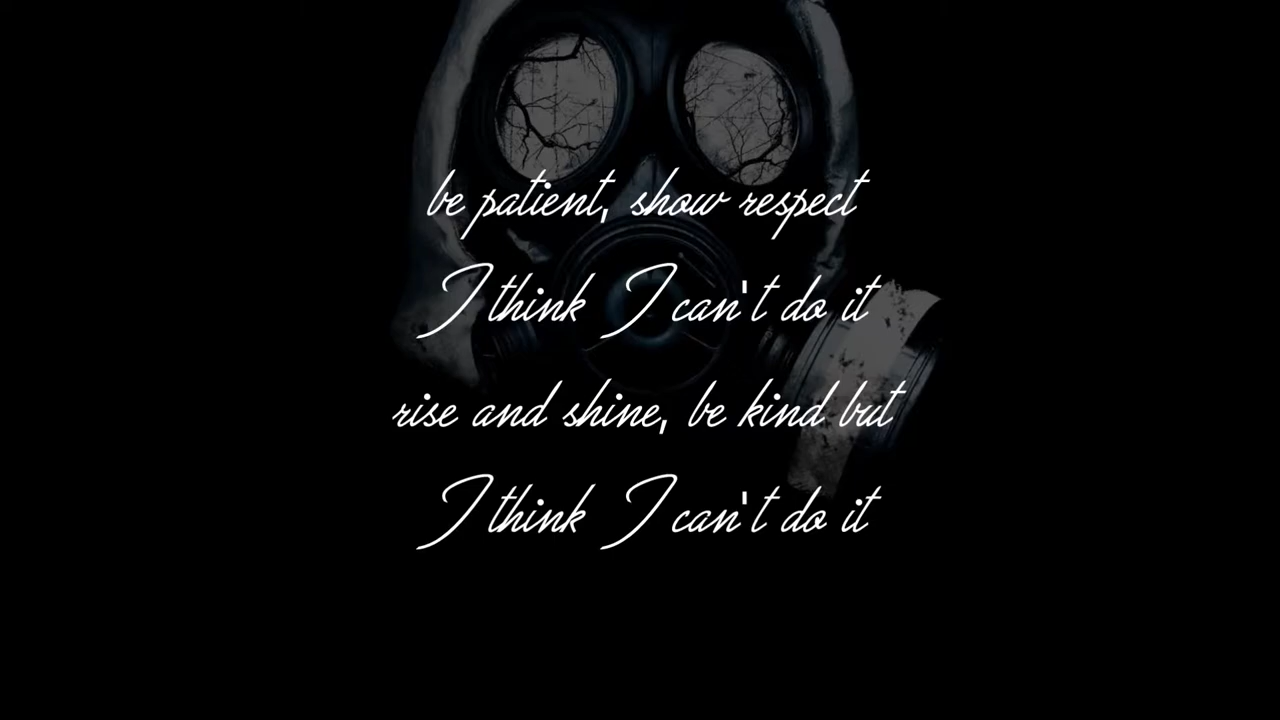 be patient, show respect
I think I can't do it
rise and shine, be kind but
I think I can't do it